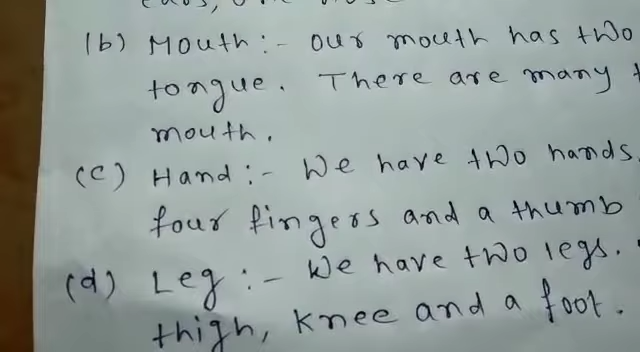 (b) Mouth :- Our mouth has two
tongue. There are many
mouth.
(c) Hand :- We have two hands.
four fingers and a thumb
(d) Leg :- We have two legs.
thigh, knee and a foot.